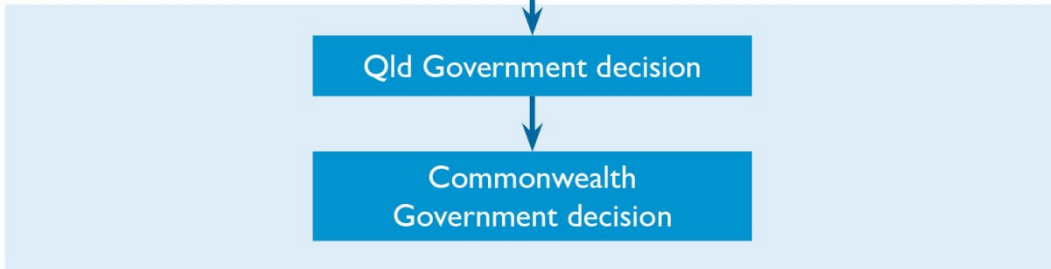 Qld Government decision
Commonwealth
Government decision